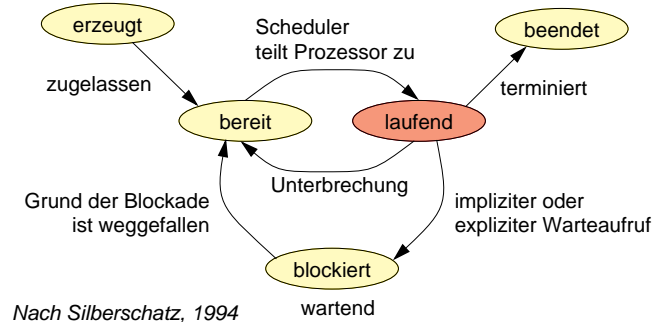 erzeugt
Scheduler
teilt Prozessor zu
beendet
zugelassen
terminiert
bereit
laufend
Unterbrechung
Grund der Blockade
ist weggefallen
impliziter oder
expliziter Warteaufruf
blockiert
wartend
Nach Silberschatz, 1994